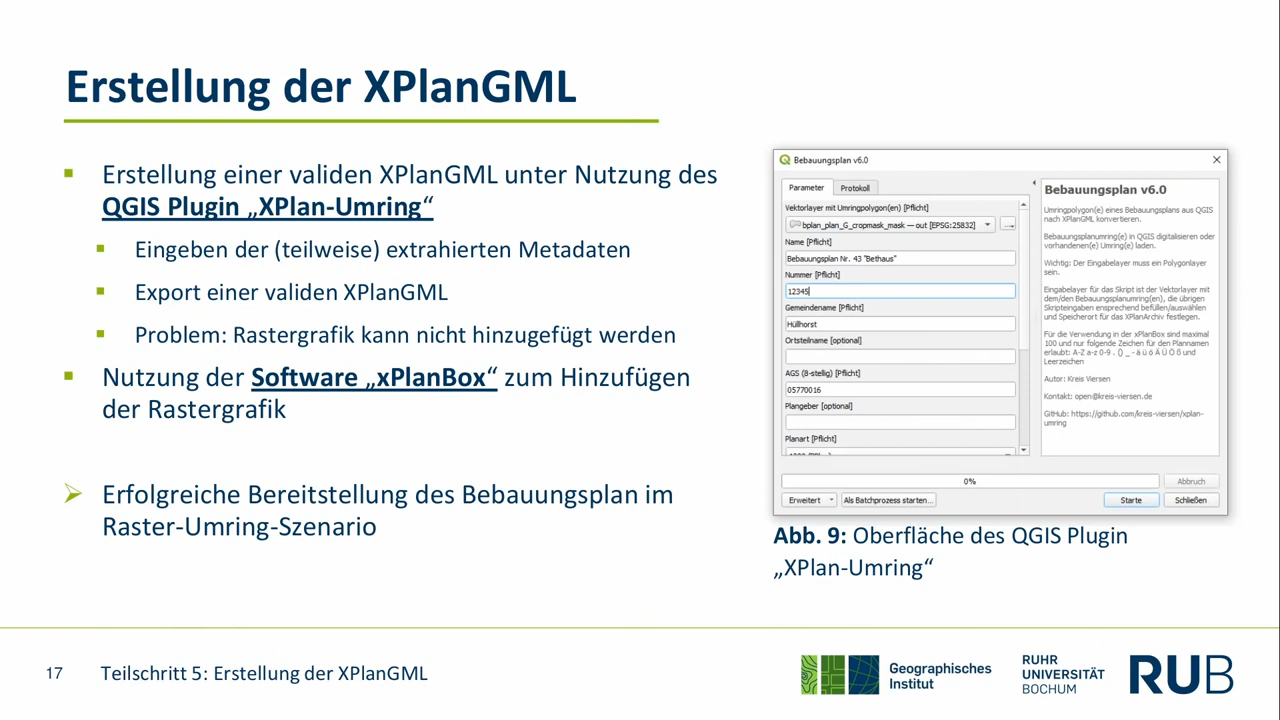 Erstellung der XPlanGML
Erstellung einer validen XPlanGML unter Nutzung des
QGIS Plugin „XPlan-Umring“
Eingeben der (teilweise) extrahierten Metadaten
Export einer validen XPlanGML
Problem: Rastergrafik kann nicht hinzugefügt werden
Nutzung der Software „xPlanBox“ zum Hinzufügen
der Rastergrafik
Erfolgreiche Bereitstellung des Bebauungsplan im
Raster-Umring-Szenario
Bebauungsplan v6.0
Parameter
Protokoll
Vektorlayer mit Umringpolygon(en) [Pflicht]
bplan_plan_G_cropmask_mask — out [EPSG:25832]
...
Name [Pflicht]
Bebauungsplan Nr. 43 "Bethaus"
Nummer [Pflicht]
12345
Gemeindename [Pflicht]
Hüllhorst
Ortsteilname [optional]
AGS (8-stellig) [Pflicht]
05770016
Plangeber [optional]
Planart [Pflicht]
Bebauungsplan v6.0
Umringpolygon(e) eines Bebauungsplans aus QGIS
nach XPlanGML konvertieren.
Bebauungsplanumring(e) in QGIS digitalisieren oder
vorhandenen(e) Umring(e) laden.
Wichtig: Der Eingabelayer muss ein Polygonlayer
sein.
Eingabelayer für das Skript ist der Vektorlayer mit
dem/den Bebauungsplanumring(en), die übrigen
Skripteingaben ensprechend befüllen/auswählen
und Speicherort für das XPlanArchiv festlegen.
Für die Verwendung in der xPlanBox sind maximal
100 und nur folgende Zeichen für den Plannamen
erlaubt: A-Z a-z 0-9 . () _ - ä ü ö Ä Ü Ö ß und
Leerzeichen
Autor: Kreis Viersen
Kontakt: open@kreis-viersen.de
GitHub: https://github.com/kreis-viersen/xplan-
umring
0%
Abbruch
Erweitert
Als Batchprozess starten...
Starte
Schließen
Abb. 9: Oberfläche des QGIS Plugin
„XPlan-Umring“
17
Teilschritt 5: Erstellung der XPlanGML
Geographisches
Institut
RUHR
UNIVERSITÄT
BOCHUM
RUB